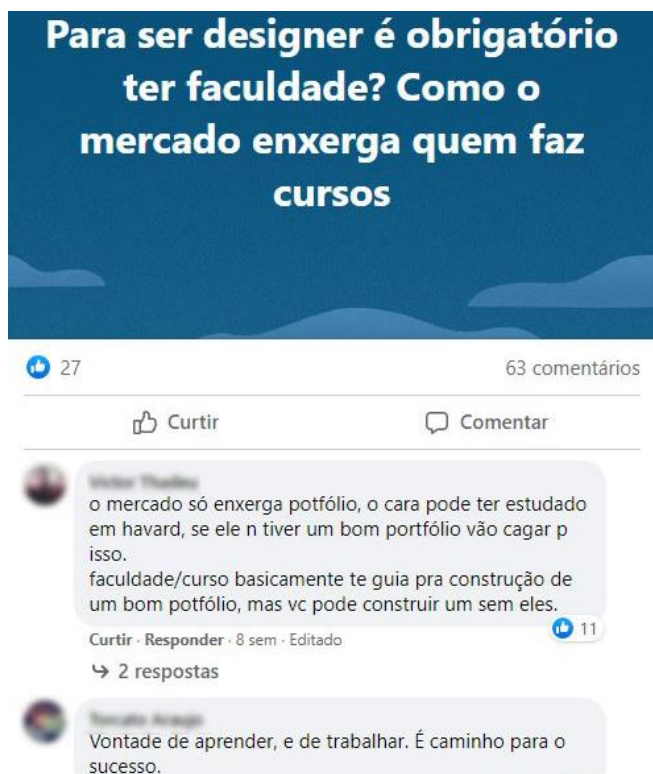 Para ser designer é obrigatório
ter faculdade? Como o
mercado enxerga quem faz
cursos
27
63 comentários
Curtir
Comentar
o mercado só enxerga potfólio, o cara pode ter estudado
em havard, se ele n tiver um bom portfólio vão cagar p
isso.
faculdade/curso basicamente te guia pra construção de
um bom potfólio, mas vc pode construir um sem eles.
11
Curtir · Responder · 8 sem · Editado
2 respostas
Vontade de aprender, e de trabalhar. É caminho para o
sucesso.